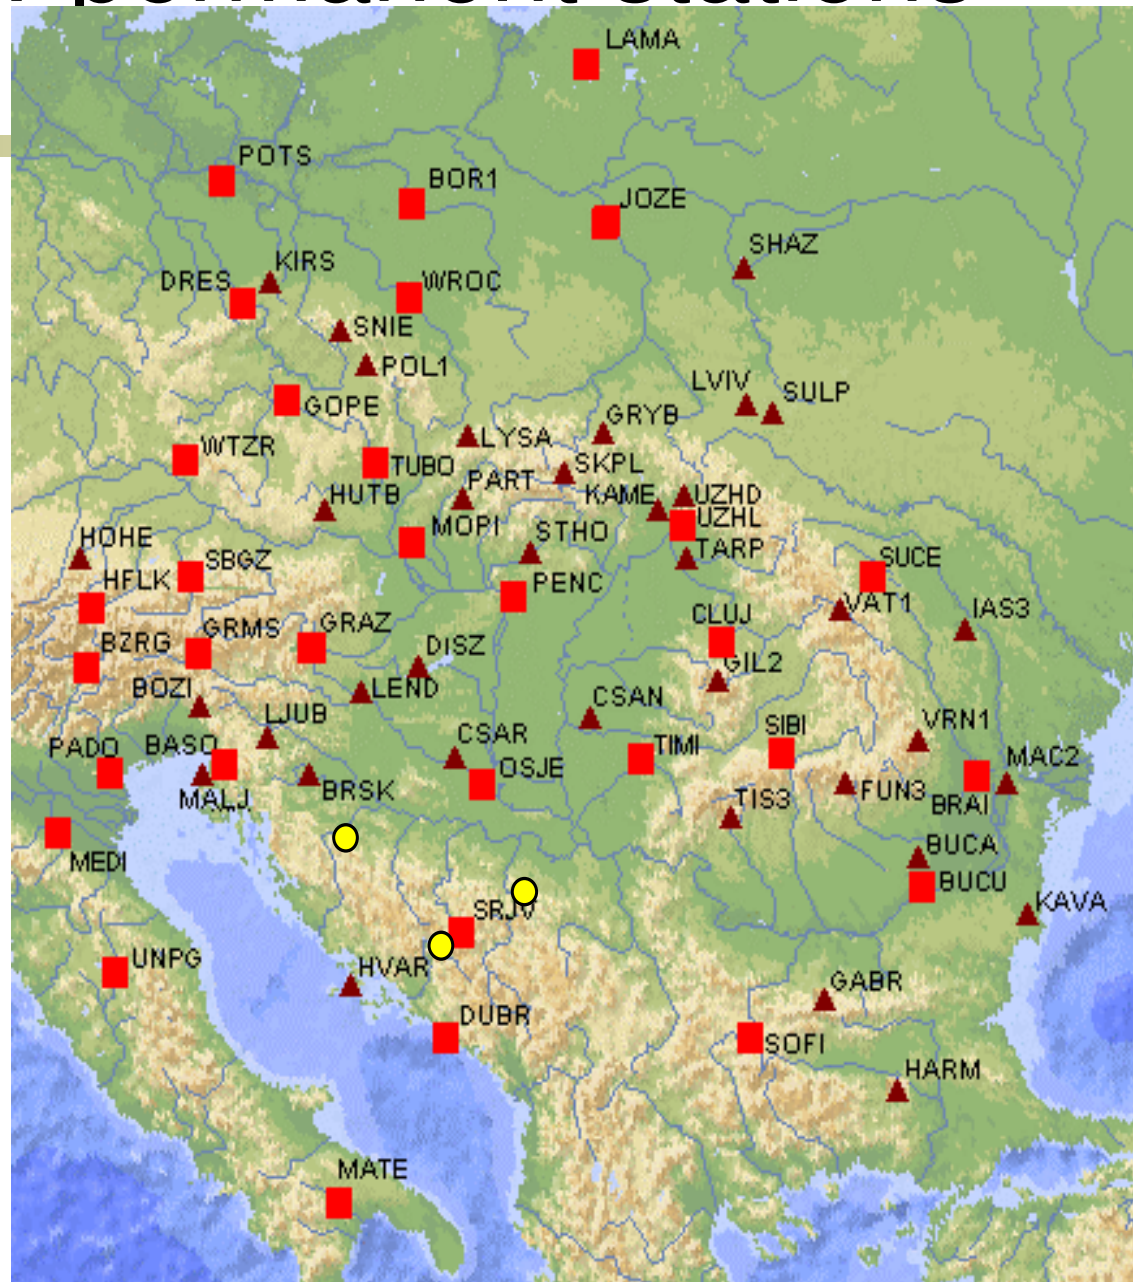 permanent stations
LAMA
POTS
BOR1
JOZE
SHAZ
KIRS
DRES
WROC
SNIE
POL1
LVIV
SULP
GOPE
GRYB
LYSA
WTZR
TUBO
SKPL
PART
KAME
UZHD
HUTB
UZHL
MOPI
STHO
HOHE
TARP
SBGZ
SUCE
HFLK
PENC
VAT1
IAS3
CLUJ
GRMS
GRAZ
BZRG
DISZ
GIL2
BOZI
LEND
CSAN
LJUB
VRN1
SIBI
CSAR
PADO
BASO
TIMI
MAC2
OSJE
BRSK
FUN3
MALJ
TIS3
BRAI
BUCA
MEDI
BUCU
KAVA
SRJV
UNPG
HVAR
GABR
DUBR
SOFI
HARM
MATE